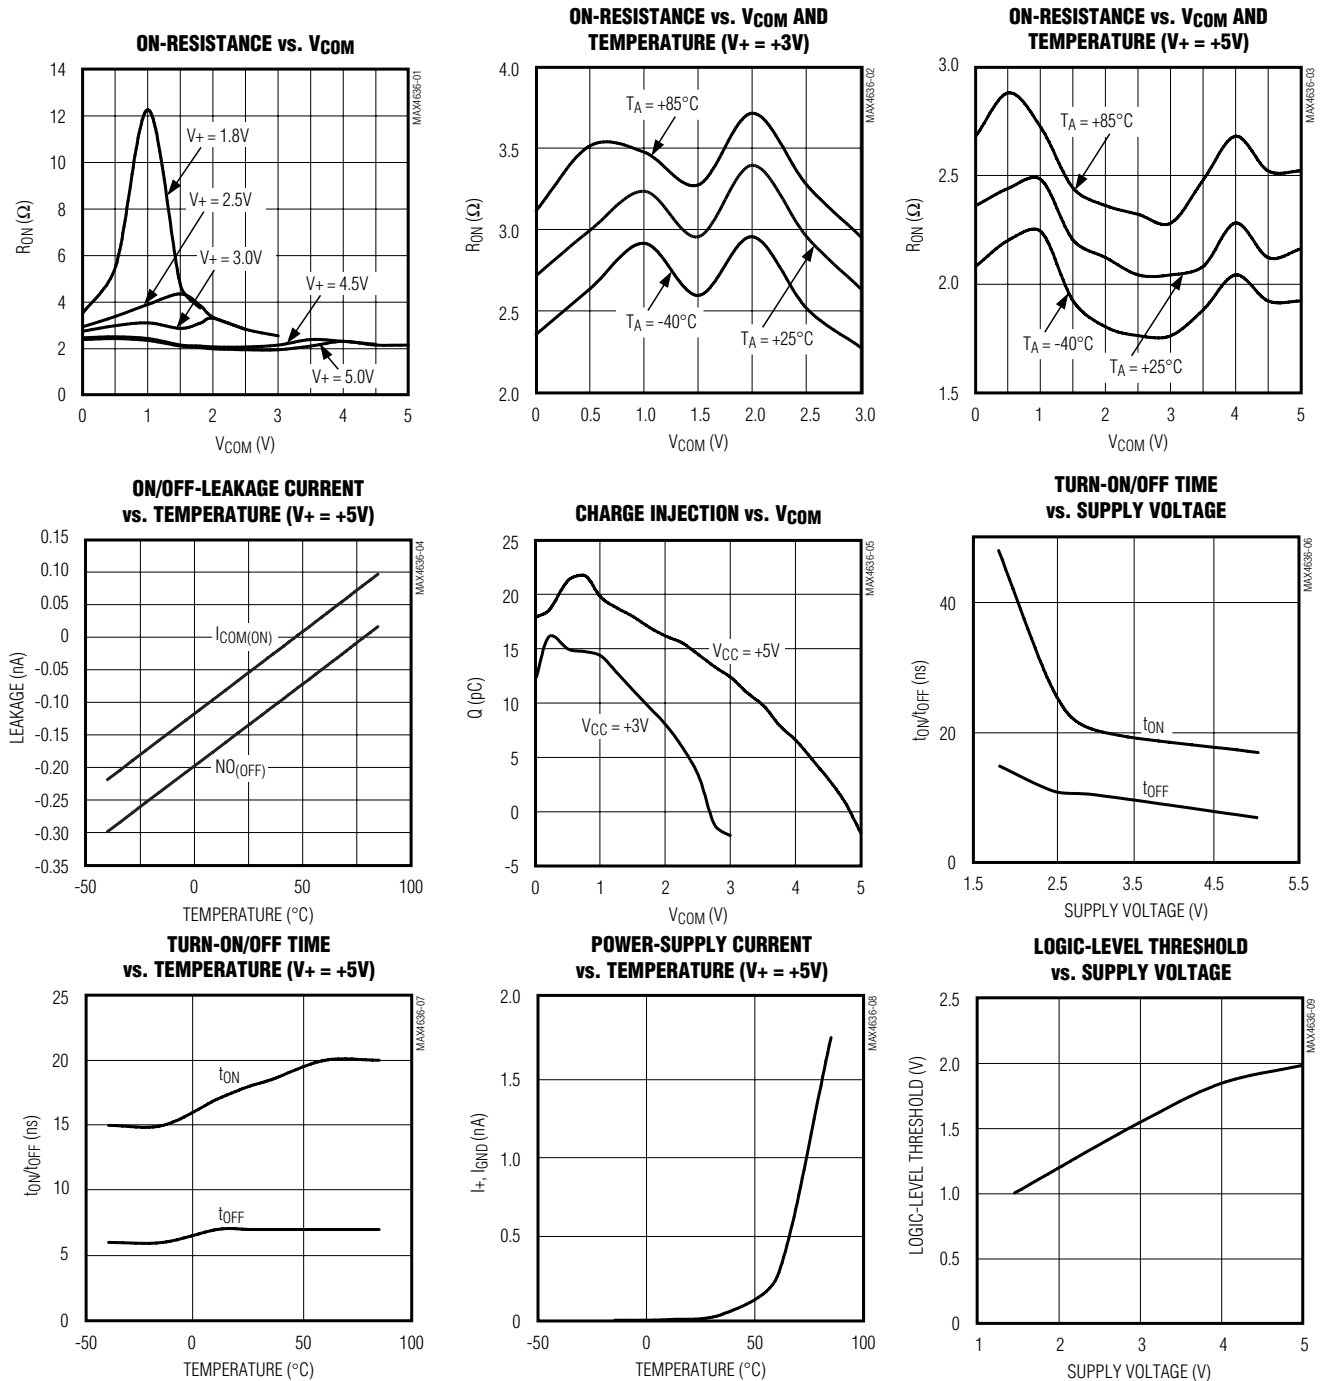 ON-RESISTANCE vs. VCOM
14
12
10
8
6
4
2
0
0
1
2
3
4
5
RON (Ω)
VCOM (V)
V+ = 1.8V
V+ = 2.5V
V+ = 3.0V
V+ = 4.5V
V+ = 5.0V
MAX4636-01
ON-RESISTANCE vs. VCOM AND
TEMPERATURE (V+ = +3V)
4.0
3.5
3.0
2.5
2.0
0
0.5
1.0
1.5
2.0
2.5
3.0
RON (Ω)
VCOM (V)
TA = +85°C
TA = -40°C
TA = +25°C
MAX4636-02
ON-RESISTANCE vs. VCOM AND
TEMPERATURE (V+ = +5V)
3.0
2.5
2.0
1.5
0
1
2
3
4
5
RON (Ω)
VCOM (V)
TA = +85°C
TA = -40°C
TA = +25°C
MAX4636-03
ON/OFF-LEAKAGE CURRENT
vs. TEMPERATURE (V+ = +5V)
0.15
0.10
0.05
0
-0.05
-0.10
-0.15
-0.20
-0.25
-0.30
-0.35
-50
0
50
100
LEAKAGE (nA)
TEMPERATURE (°C)
ICOM(ON)
NO(OFF)
MAX4636-04
CHARGE INJECTION vs. VCOM
25
20
15
10
5
0
-5
0
1
2
3
4
5
Q (pC)
VCOM (V)
VCC = +5V
VCC = +3V
MAX4636-05
TURN-ON/OFF TIME
vs. SUPPLY VOLTAGE
40
20
0
1.5
2.5
3.5
4.5
5.5
tON/tOFF (ns)
SUPPLY VOLTAGE (V)
tON
tOFF
MAX4636-06
TURN-ON/OFF TIME
vs. TEMPERATURE (V+ = +5V)
25
20
15
10
5
0
-50
0
50
100
tON/tOFF (ns)
TEMPERATURE (°C)
tON
tOFF
MAX4636-07
POWER-SUPPLY CURRENT
vs. TEMPERATURE (V+ = +5V)
2.0
1.5
1.0
0.5
0
-50
0
50
100
I+, IGND (nA)
TEMPERATURE (°C)
MAX4636-08
LOGIC-LEVEL THRESHOLD
vs. SUPPLY VOLTAGE
2.5
2.0
1.5
1.0
0.5
0
1
2
3
4
5
LOGIC-LEVEL THRESHOLD (V)
SUPPLY VOLTAGE (V)
MAX4636-09